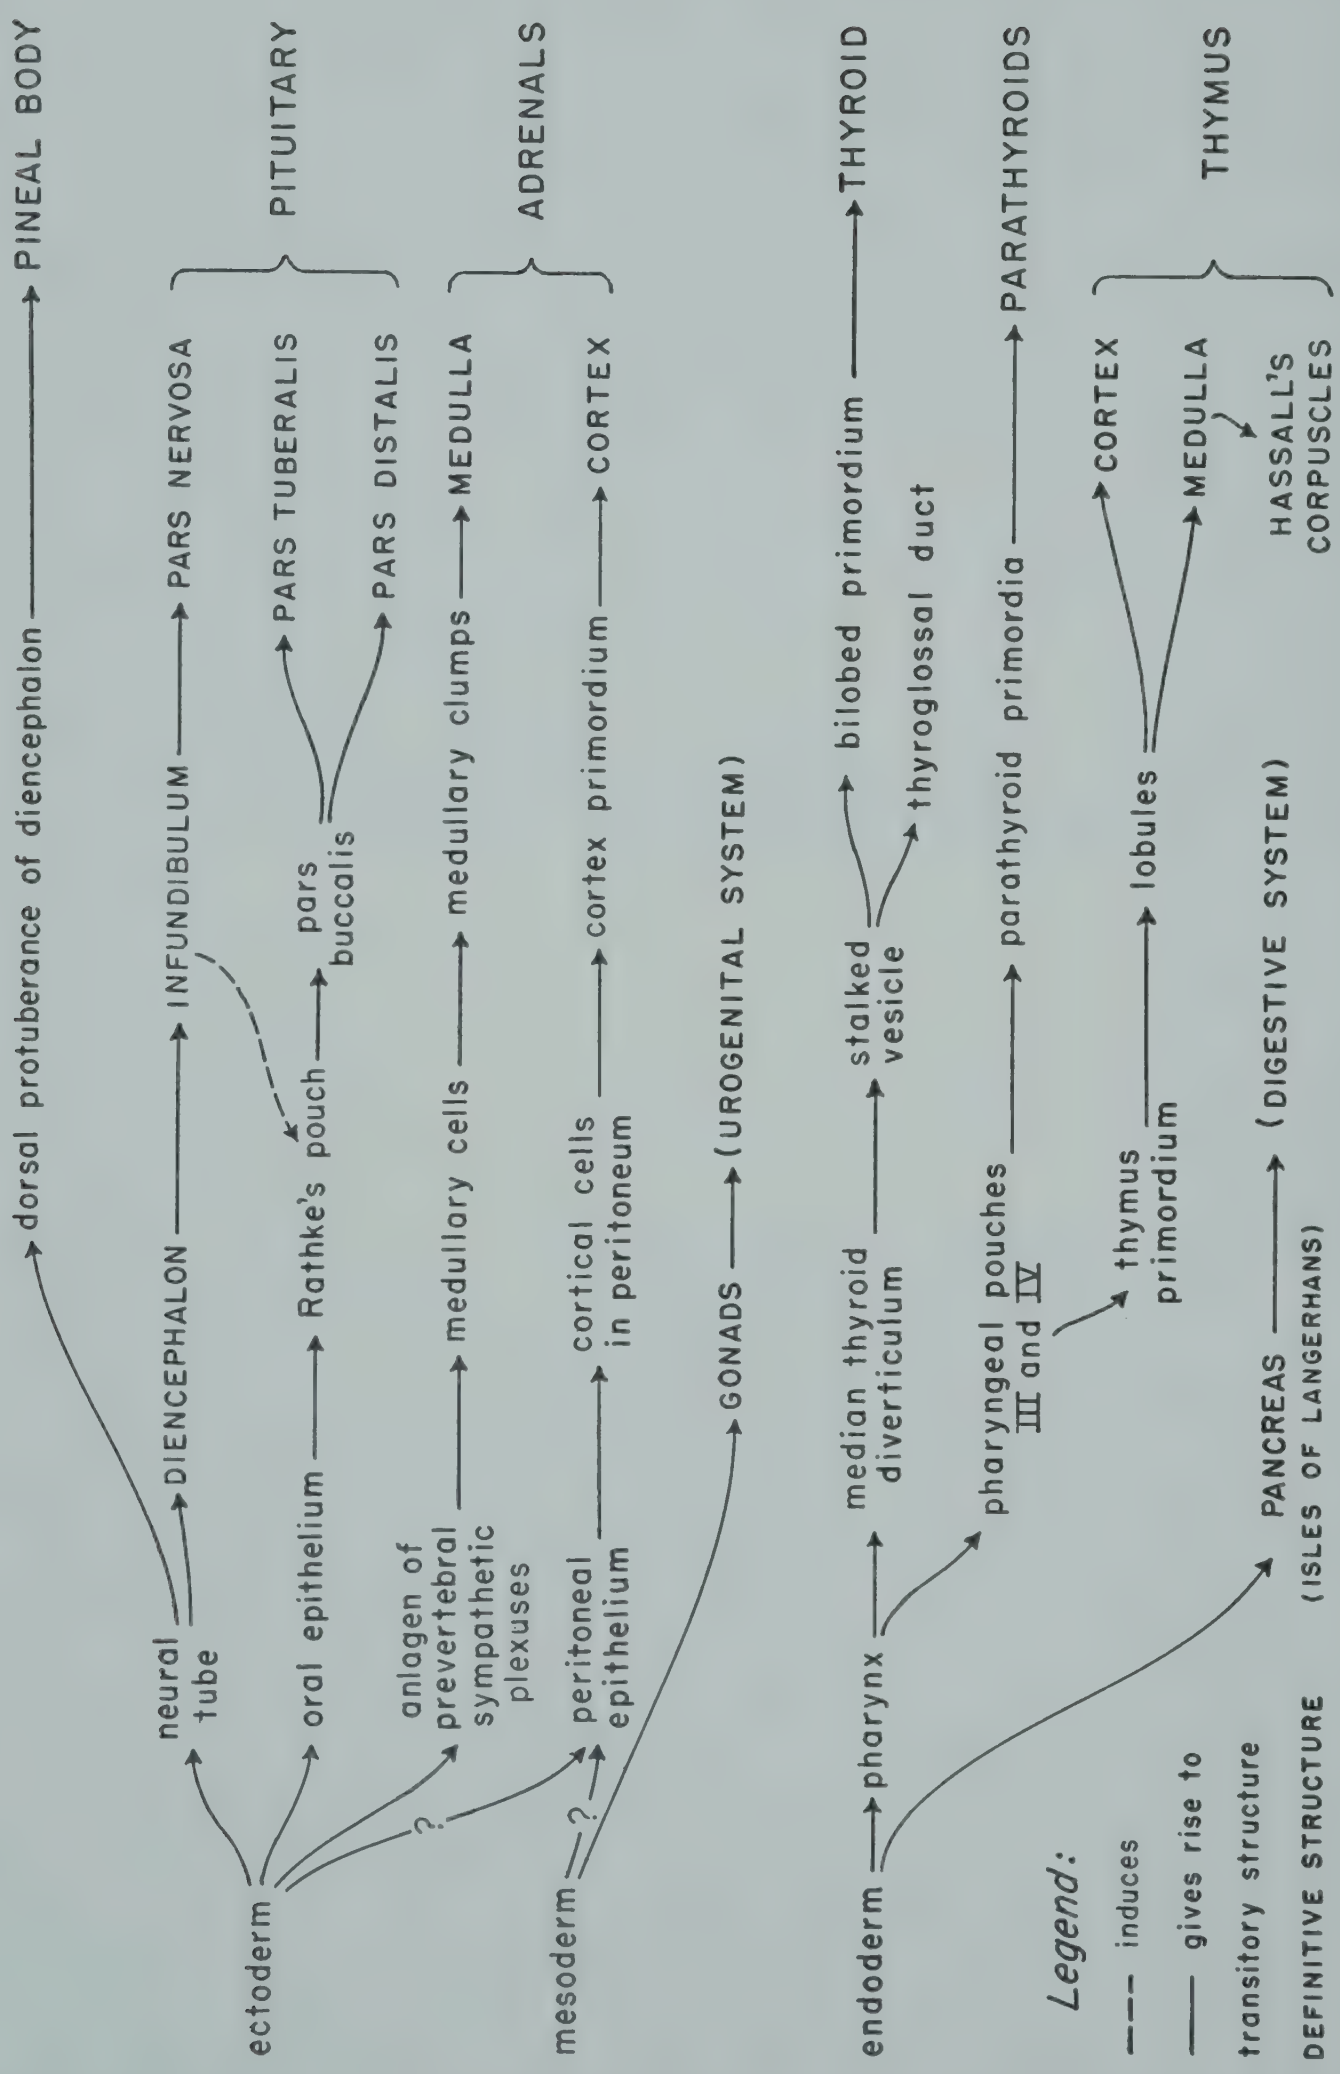 dorsal protuberance of diencephalon
PINEAL BODY
neural
tube
DIENCEPHALON
INFUNDIBULUM
PARS NERVOSA
ectoderm
oral epithelium
Rathke's pouch
pars
buccalis
PARS TUBERALIS
PARS DISTALIS
PITUITARY
anlagen of
prevertebral
sympathetic
plexuses
medullary cells
medullary clumps
MEDULLA
?
peritoneal
epithelium
cortical cells
in peritoneum
cortex primordium
CORTEX
ADRENALS
mesoderm
?
GONADS
(UROGENITAL SYSTEM)
endoderm
pharynx
median thyroid
diverticulum
stalked
vesicle
bilobed primordium
thyroglossal duct
THYROID
pharyngeal pouches
III and IV
parathyroid primordia
PARATHYROIDS
thymus
primordium
lobules
CORTEX
MEDULLA
HASSALL'S
CORPUSCLES
THYMUS
PANCREAS
(ISLES OF LANGERHANS)
(DIGESTIVE SYSTEM)
Legend:
induces
gives rise to
transitory structure
DEFINITIVE STRUCTURE